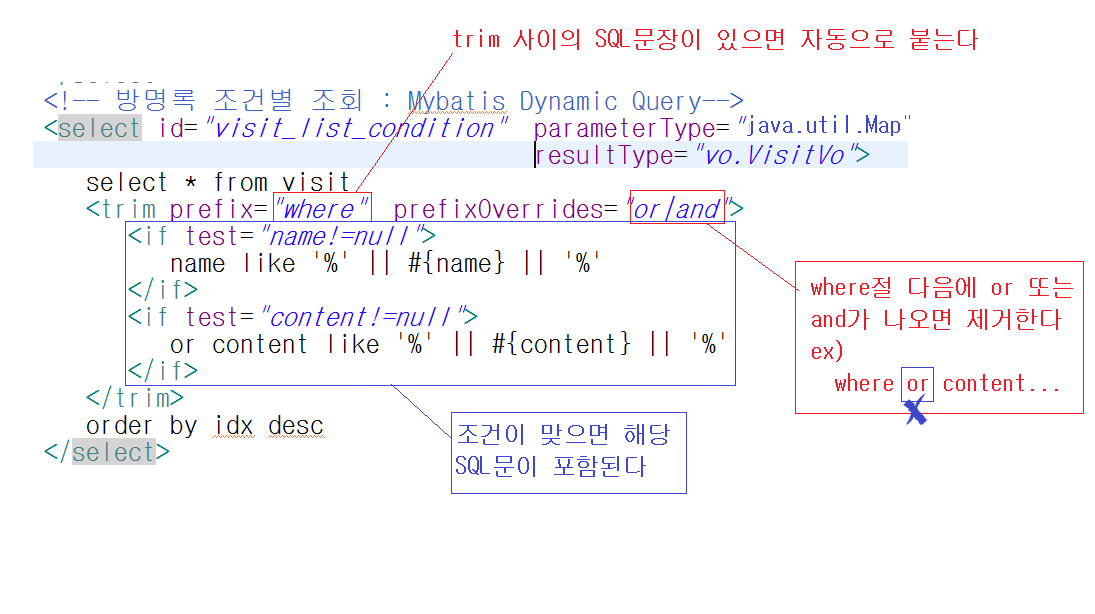 trim 사이의 SQL문장이 있으면 자동으로 붙는다
<!-- 방명록 조건별 조회 : Mybatis Dynamic Query-->
<select id="visit_list_condition" parameterType="java.util.Map"
resultType="vo.VisitVo">
select * from visit
<trim prefix="where" prefixOverrides="or|and">
<if test="name!=null">
name like '%' || #{name} || '%'
</if>
<if test="content!=null">
or content like '%' || #{content} || '%'
</if>
</trim>
order by idx desc
</select>
where절 다음에 or 또는
and가 나오면 제거한다
ex)
where or content...
조건이 맞으면 해당
SQL문이 포함된다